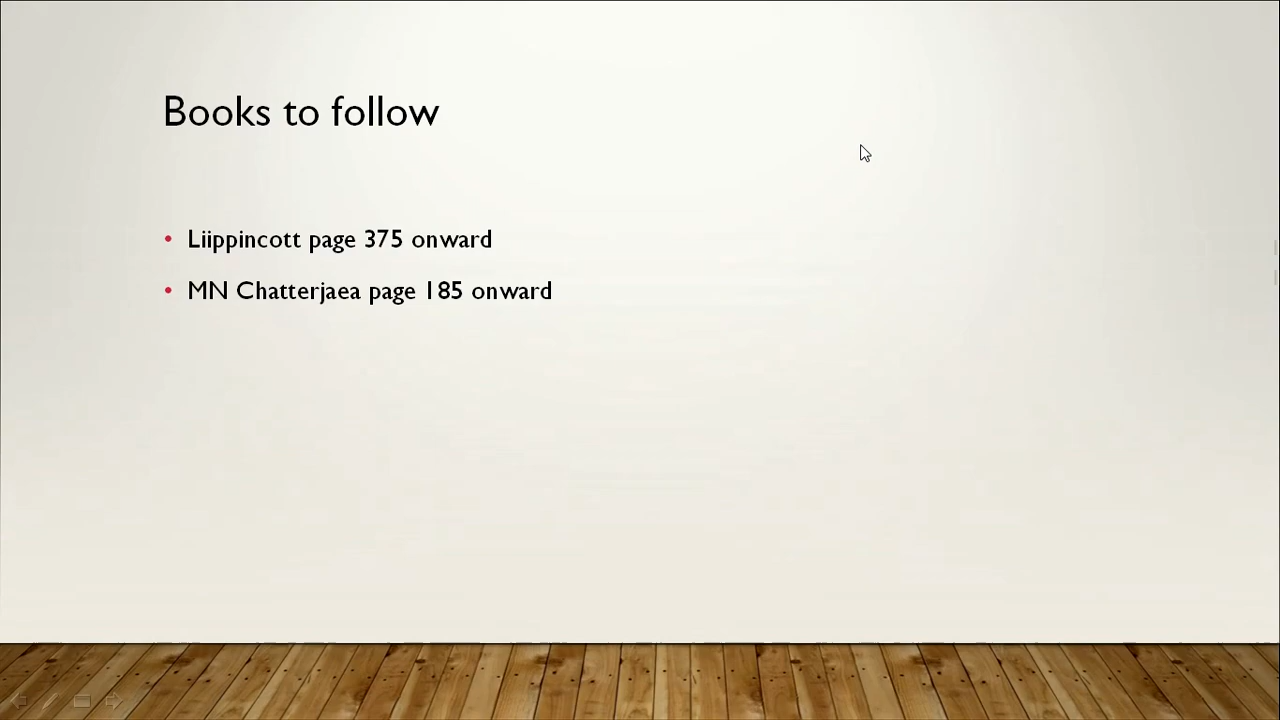 Books to follow
• Liippincott page 375 onward
• MN Chatterjaea page 185 onward